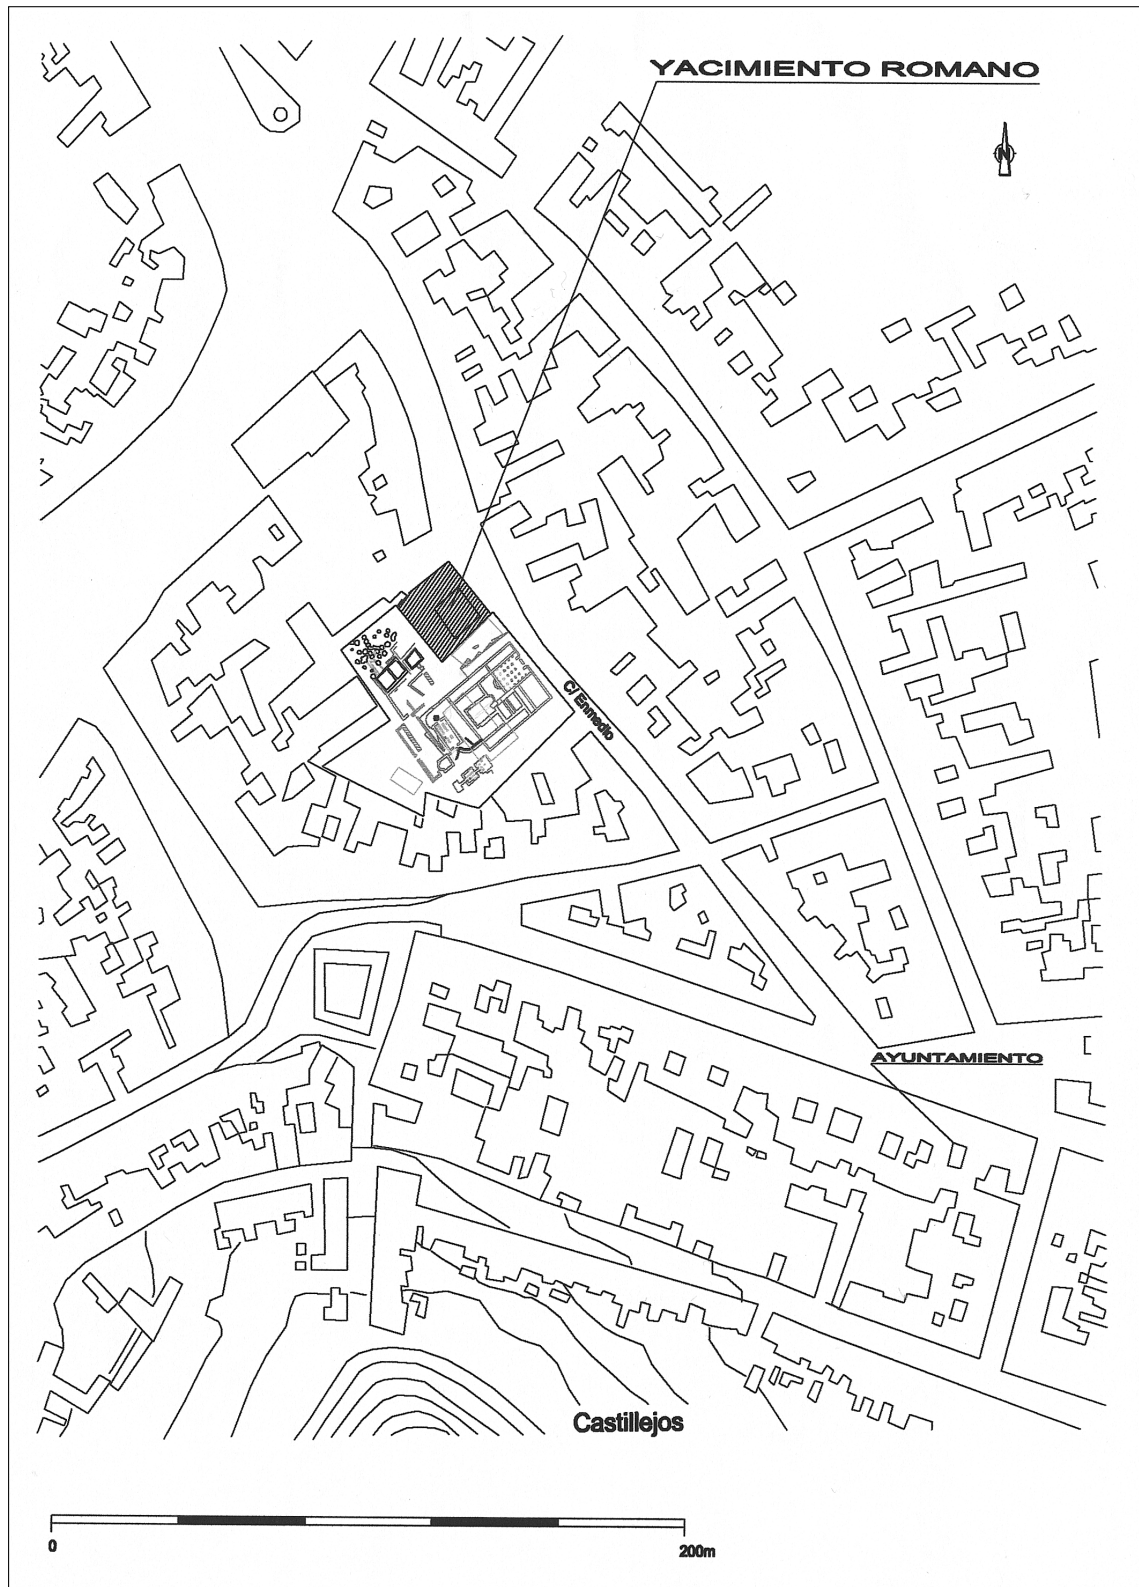 YACIMIENTO ROMANO
N
C/ Enmedio
AYUNTAMIENTO
Castillejos
0
200m